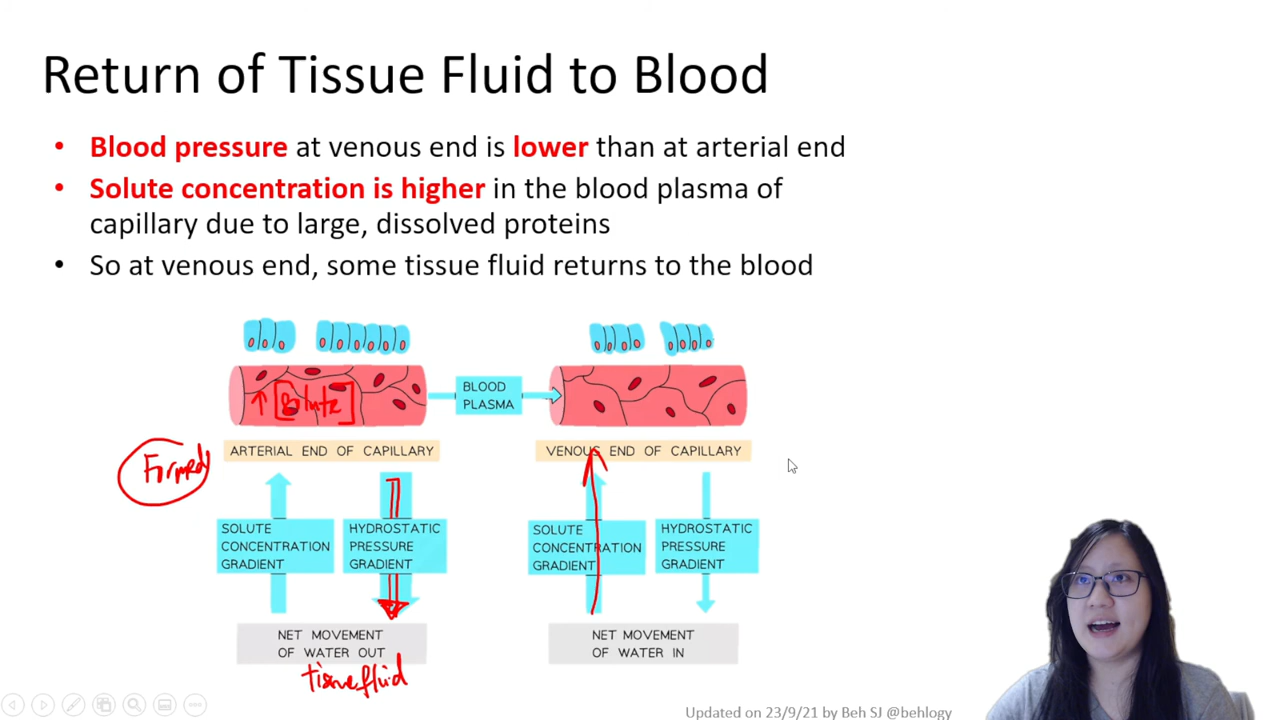 Return of Tissue Fluid to Blood
• Blood pressure at venous end is lower than at arterial end
• Solute concentration is higher in the blood plasma of
capillary due to large, dissolved proteins
• So at venous end, some tissue fluid returns to the blood
↑ [Solute]
BLOOD
PLASMA
ARTERIAL END OF CAPILLARY
VENOUS END OF CAPILLARY
Formed
SOLUTE
CONCENTRATION
GRADIENT
HYDROSTATIC
PRESSURE
GRADIENT
SOLUTE
CONCENTRATION
GRADIENT
HYDROSTATIC
PRESSURE
GRADIENT
NET MOVEMENT
OF WATER OUT
NET MOVEMENT
OF WATER IN
tissue fluid
Updated on 23/9/21 by Beh SJ @behlogy